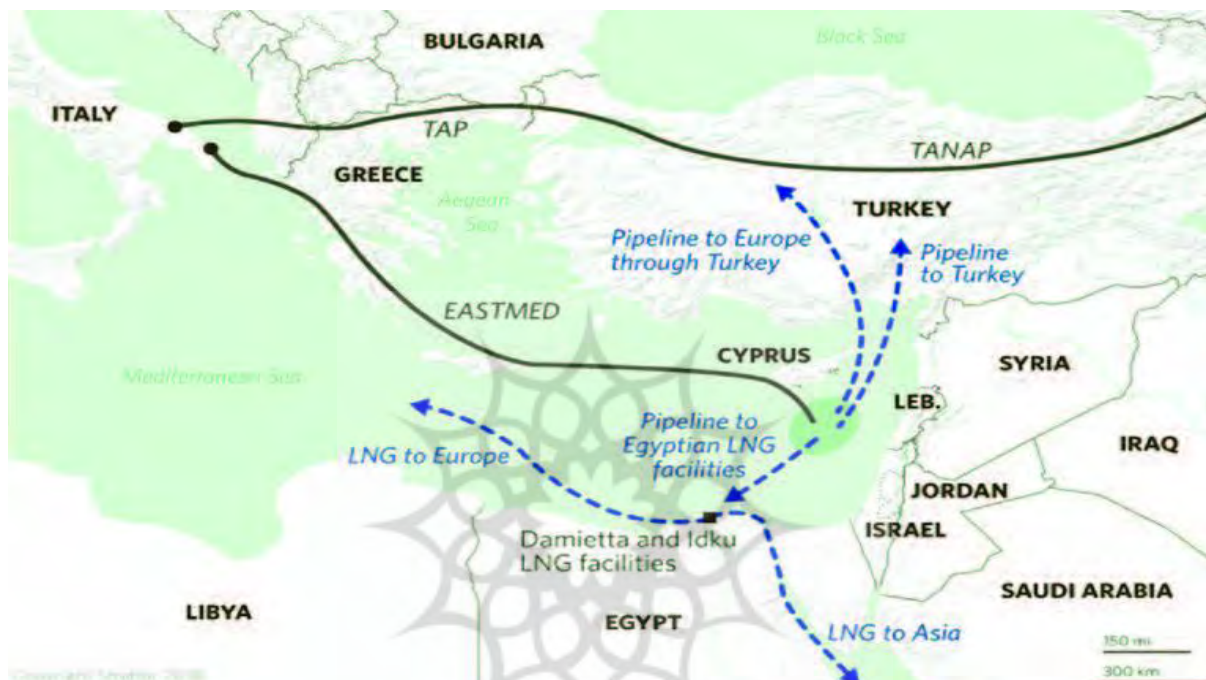 BULGARIA
Black Sea
ITALY
TAP
TANAP
GREECE
Aegean
Sea
TURKEY
Pipeline to Europe
through Turkey
Pipeline
to Turkey
EASTMED
CYPRUS
SYRIA
Mediterranean Sea
LEB.
Pipeline to
Egyptian LNG
facilities
LNG to Europe
IRAQ
JORDAN
ISRAEL
Damietta and Idku
LNG facilities
SAUDI ARABIA
LIBYA
EGYPT
LNG to Asia
150 mi
300 km
Copyright Stratfor